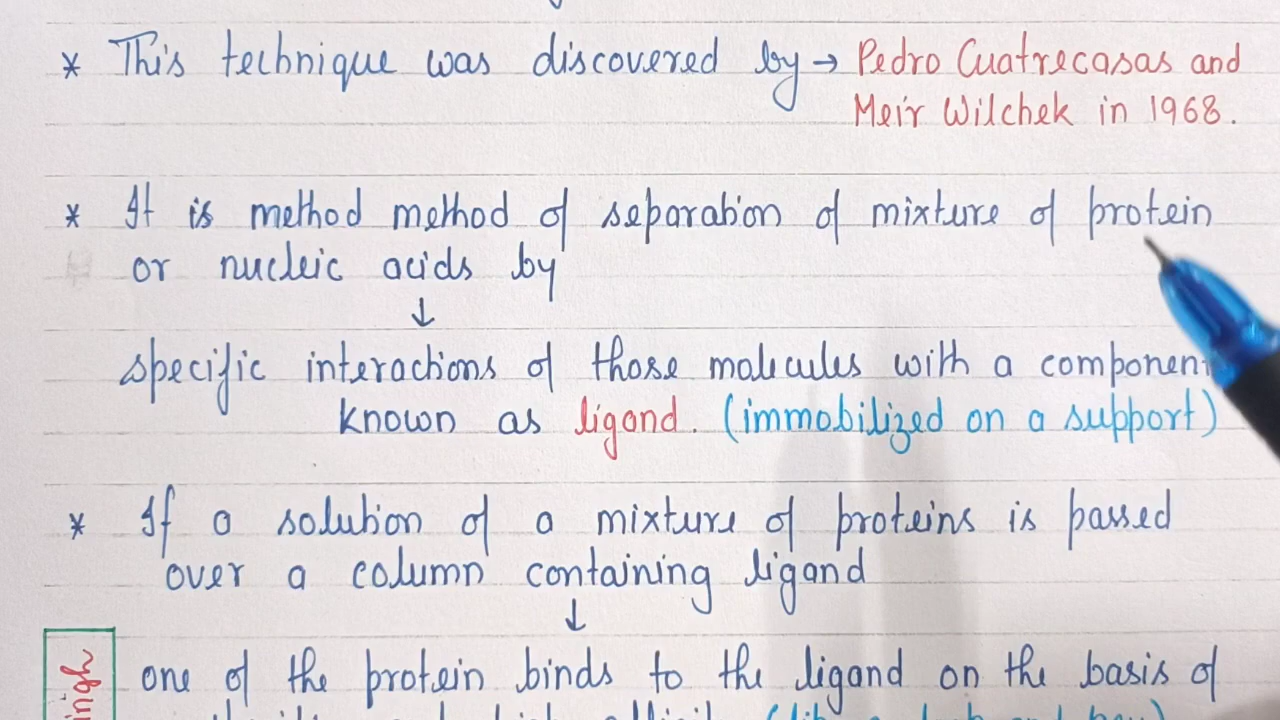 * This technique was discovered by → Pedro Cuatrecasas and
Meir Wilchek in 1968.
* It is method method of separation of mixture of protein
or nucleic acids by
↓
specific interactions of those molecules with a component
known as ligand. (immobilized on a support)
* If a solution of a mixture of proteins is passed
over a column containing ligand
↓
one of the protein binds to the ligand on the basis of